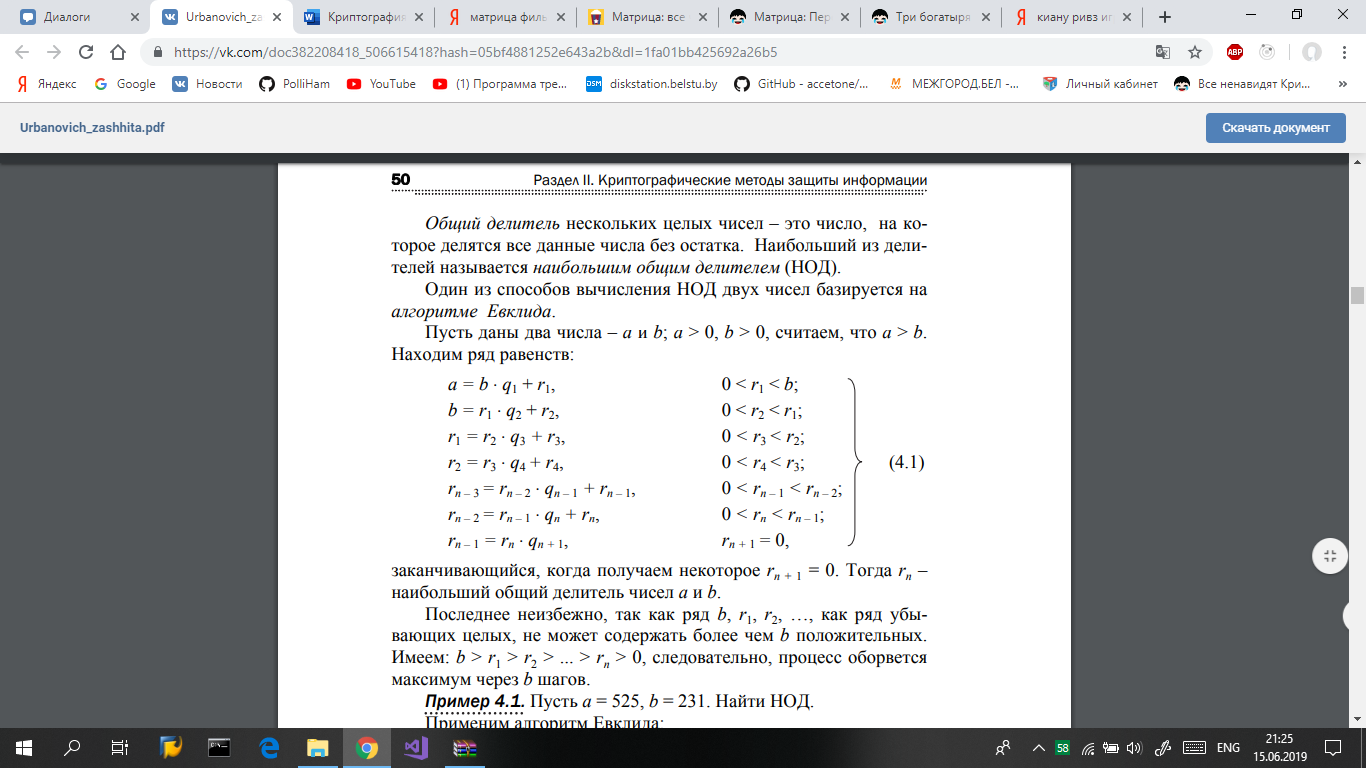 Диалоги
Urbanovich_za
Криптография
матрица филь
Матрица: все
Матрица: Пер
Три богатыря
киану ривз иг
https://vk.com/doc382208418_506615418?hash=05bf4881252e643a2b&dl=1fa01bb425692a26b5
Яндекс
Google
Новости
PolliHam
YouTube
(1) Программа тре...
diskstation.belstu.by
GitHub - accetone/...
МЕЖГОРОД.БЕЛ -...
Личный кабинет
Все ненавидят Кри...
Urbanovich_zashhita.pdf
Скачать документ
50 Раздел II. Криптографические методы защиты информации
Общий делитель нескольких целых чисел – это число, на ко-
торое делятся все данные числа без остатка. Наибольший из дели-
телей называется наибольшим общим делителем (НОД).
Один из способов вычисления НОД двух чисел базируется на
алгоритме Евклида.
Пусть даны два числа – a и b; a > 0, b > 0, считаем, что a > b.
Находим ряд равенств:
a = b · q1 + r1, 0 < r1 < b;
b = r1 · q2 + r2, 0 < r2 < r1;
r1 = r2 · q3 + r3, 0 < r3 < r2;
r2 = r3 · q4 + r4, 0 < r4 < r3; (4.1)
rn – 3 = rn – 2 · qn – 1 + rn – 1, 0 < rn – 1 < rn – 2;
rn – 2 = rn – 1 · qn + rn, 0 < rn < rn – 1;
rn – 1 = rn · qn + 1, rn + 1 = 0,
заканчивающийся, когда получаем некоторое rn + 1 = 0. Тогда rn –
наибольший общий делитель чисел a и b.
Последнее неизбежно, так как ряд b, r1, r2, …, как ряд убы-
вающих целых, не может содержать более чем b положительных.
Имеем: b > r1 > r2 > ... > rn > 0, следовательно, процесс оборвется
максимум через b шагов.
Пример 4.1. Пусть a = 525, b = 231. Найти НОД.
Применим алгоритм Евклида:
58
ENG
21:25
15.06.2019